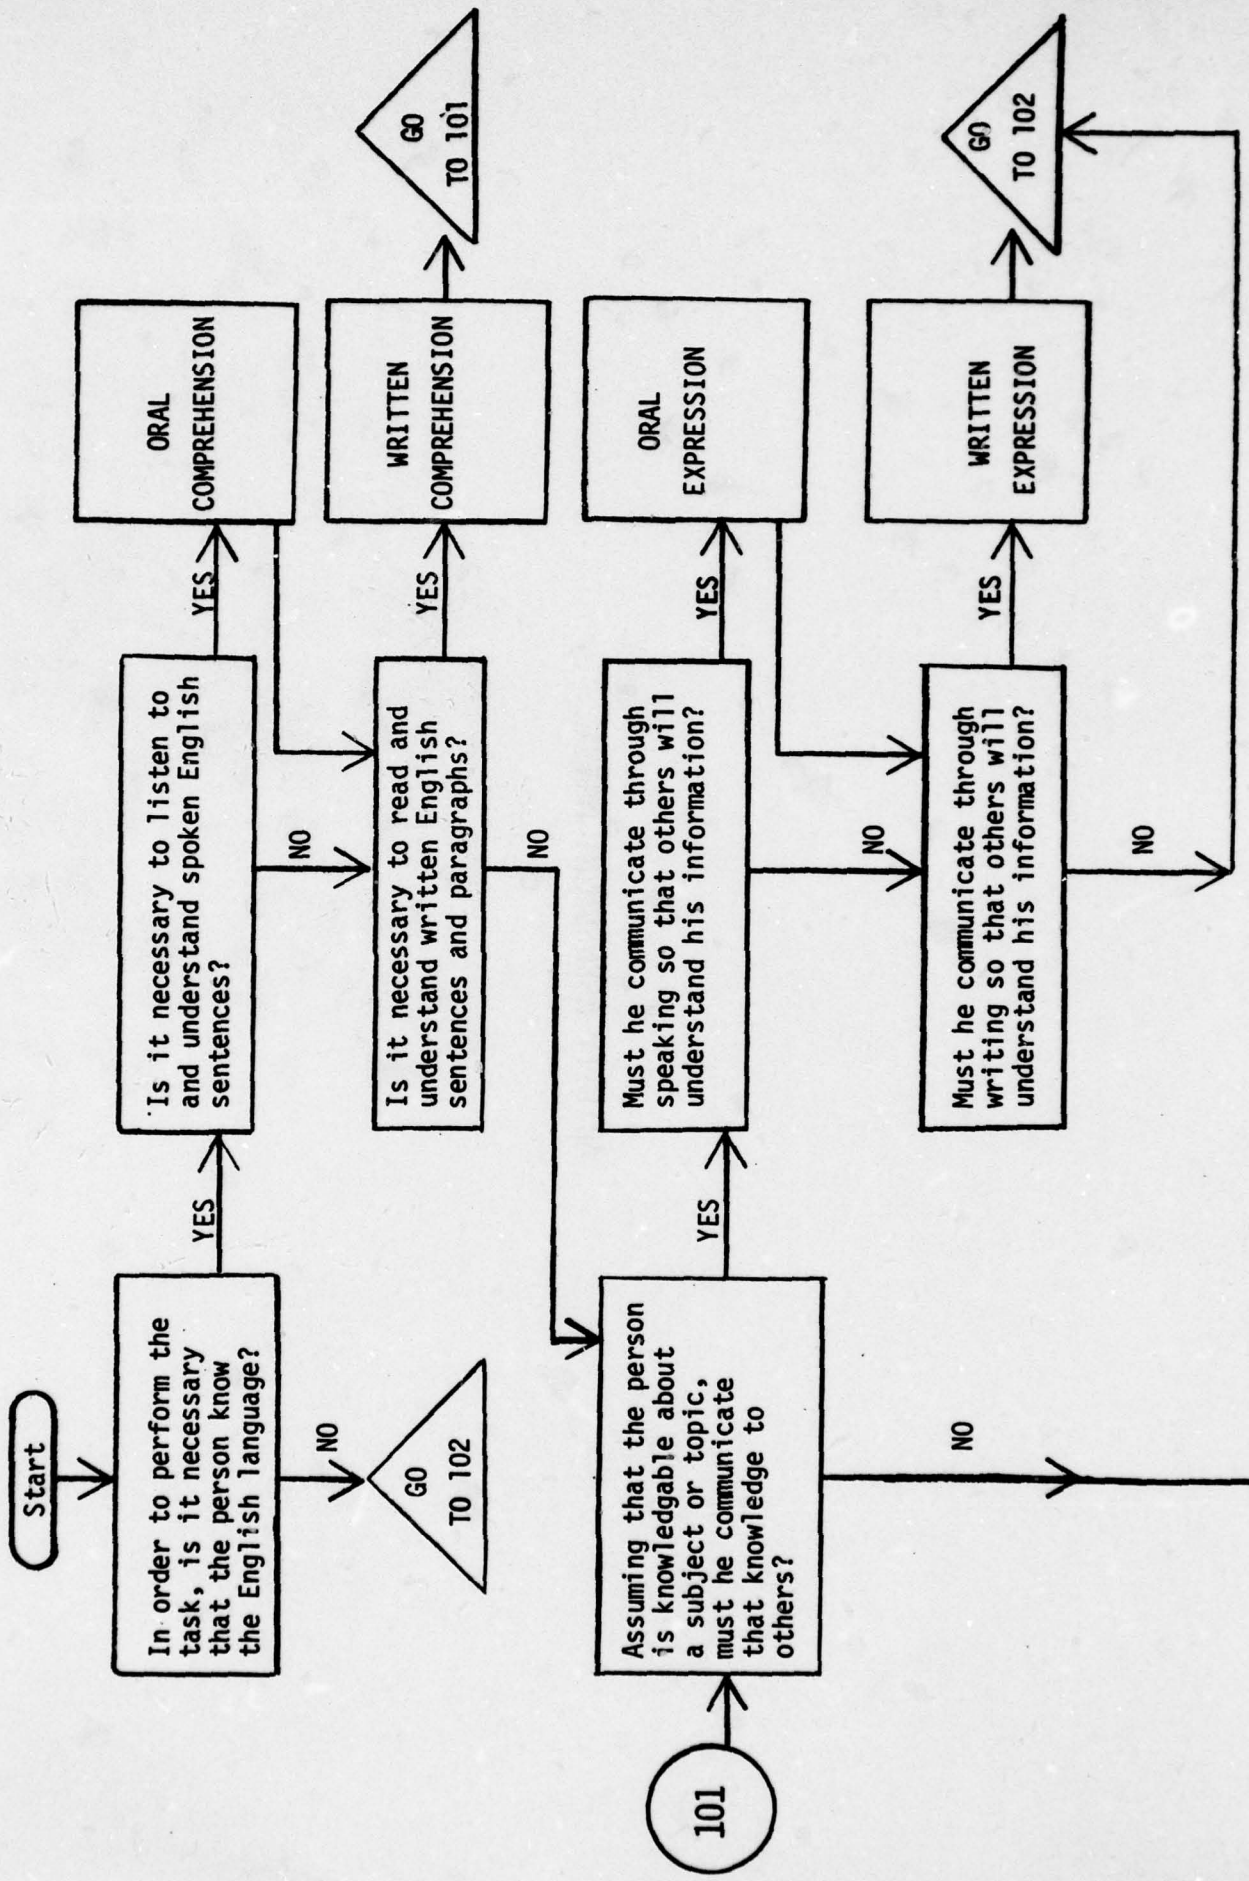 Start
In order to perform the
task, is it necessary
that the person know
the English language?
YES
NO
GO
TO 102
Is it necessary to listen to
and understand spoken English
sentences?
YES
NO
ORAL
COMPREHENSION
Is it necessary to read and
understand written English
sentences and paragraphs?
YES
NO
WRITTEN
COMPREHENSION
GO
TO 101
101
Assuming that the person
is knowledgable about
a subject or topic,
must he communicate
that knowledge to
others?
YES
NO
Must he communicate through
speaking so that others will
understand his information?
YES
NO
ORAL
EXPRESSION
Must he communicate through
writing so that others will
understand his information?
YES
NO
WRITTEN
EXPRESSION
GO
TO 102